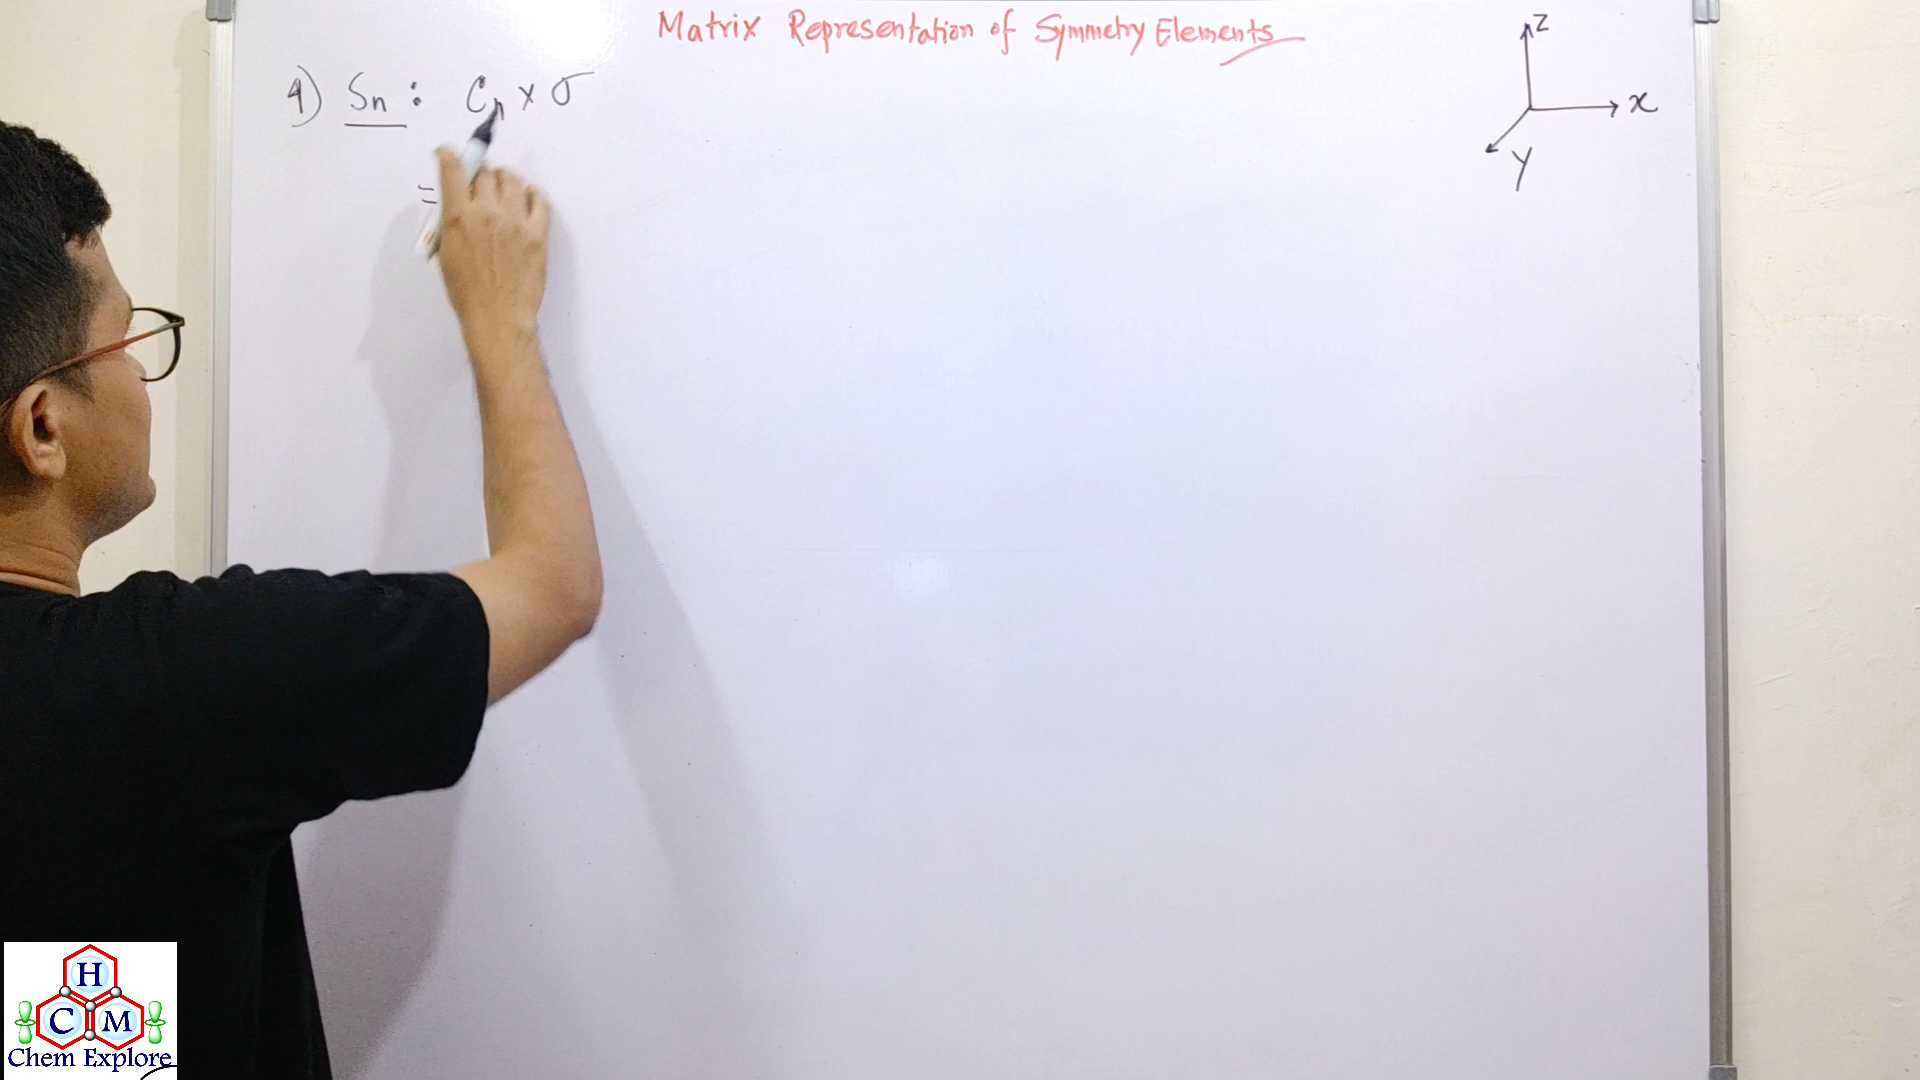 Matrix Representation of Symmetry Elements
4) Sn : Cn × σ
=
Z
x
y
H
C M
Chem Explore